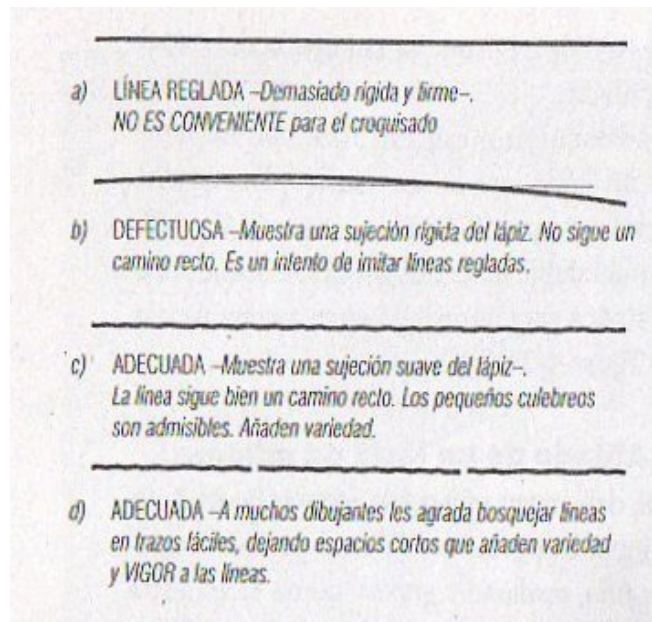 a) LÍNEA REGLADA –Demasiado rígida y firme–.
NO ES CONVENIENTE para el croquisado
b) DEFECTUOSA –Muestra una sujeción rígida del lápiz. No sigue un
camino recto. Es un intento de imitar líneas regladas.
c) ADECUADA –Muestra una sujeción suave del lápiz–.
La línea sigue bien un camino recto. Los pequeños culebreos
son admisibles. Añaden variedad.
d) ADECUADA –A muchos dibujantes les agrada bosquejar líneas
en trazos fáciles, dejando espacios cortos que añaden variedad
y VIGOR a las líneas.